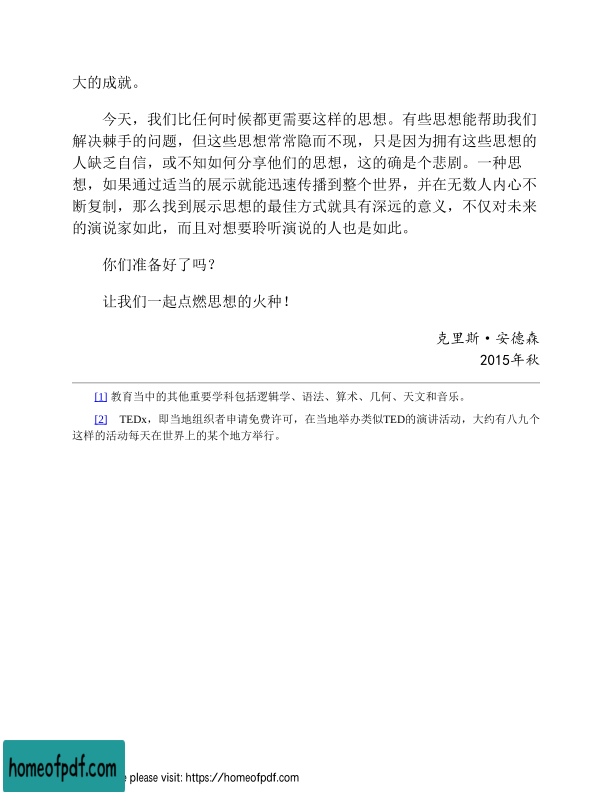 大的成就。
今天，我们比任何时候都更需要这样的思想。有些思想能帮助我们
解决棘手的问题，但这些思想常常隐而不现，只是因为拥有这些思想的
人缺乏自信，或不知如何分享他们的思想，这的确是个悲剧。一种思
想，如果通过适当的展示就能迅速传播到整个世界，并在无数人内心不
断复制，那么找到展示思想的最佳方式就具有深远的意义，不仅对未来
的演说家如此，而且对想要聆听演说的人也是如此。
你们准备好了吗？
让我们一起点燃思想的火种！
克里斯·安德森
2015年秋
[1] 教育当中的其他重要学科包括逻辑学、语法、算术、几何、天文和音乐。
[2] TEDx，即当地组织者申请免费许可，在当地举办类似TED的演讲活动，大约有八九个
这样的活动每天在世界上的某个地方举行。
homeofpdf.com
please visit: https://homeofpdf.com